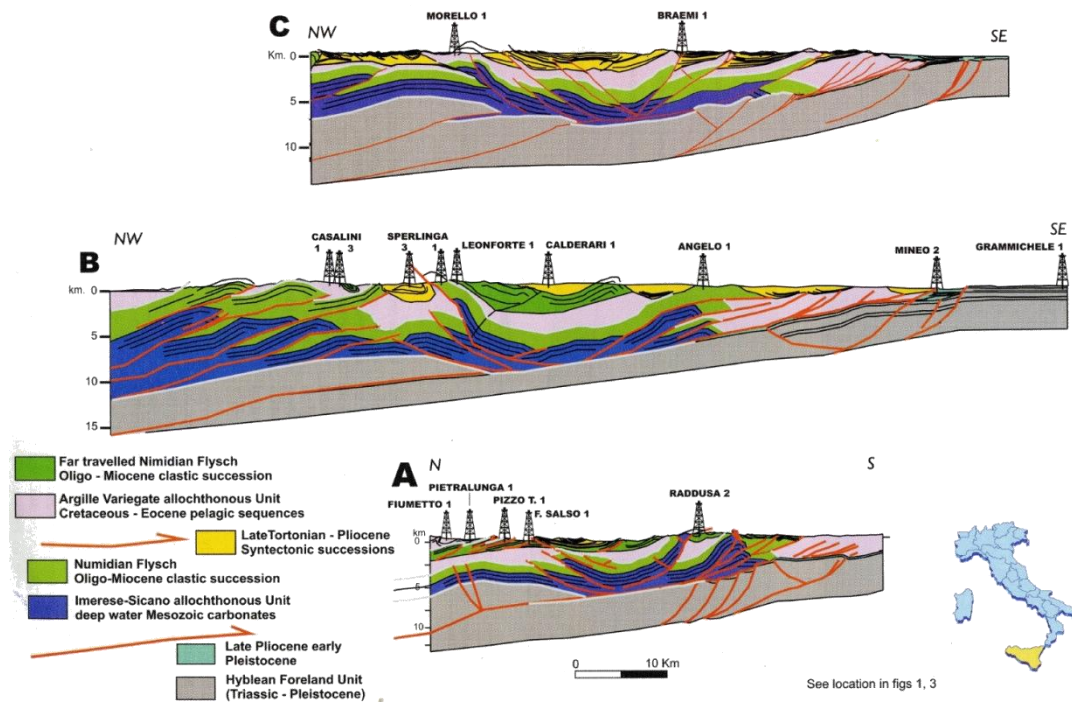 C
NW
MORELLO 1
BRAEMI 1
SE
Km. 0
5
10
NW
SE
CASALINI
1 3
SPERLINGA
3 1
LEONFORTE 1
CALDERARI 1
ANGELO 1
MINEO 2
GRAMMICHELE 1
B
km. 0
5
10
15
A
N
S
PIETRALUNGA 1
FIUMETTO 1
PIZZO T. 1
F. SALSO 1
RADDUSA 2
km
0
5
10
Far travelled Nimidian Flysch
Oligo - Miocene clastic succession
Argille Variegate allochthonous Unit
Cretaceous - Eocene pelagic sequences
LateTortonian - Pliocene
Syntectonic successions
Numidian Flysch
Oligo-Miocene clastic succession
Imerese-Sicano allochthonous Unit
deep water Mesozoic carbonates
Late Pliocene early
Pleistocene
Hyblean Foreland Unit
(Triassic - Pleistocene)
0 10 Km
See location in figs 1, 3